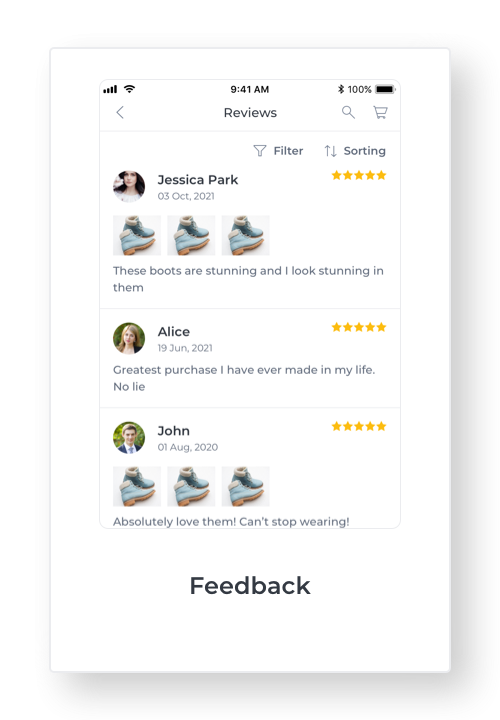 9:41 AM
100%
Reviews
Filter
Sorting
Jessica Park
03 Oct, 2021
These boots are stunning and I look stunning in
them
Alice
19 Jun, 2021
Greatest purchase I have ever made in my life.
No lie
John
01 Aug, 2020
Absolutely love them! Can’t stop wearing!
Feedback